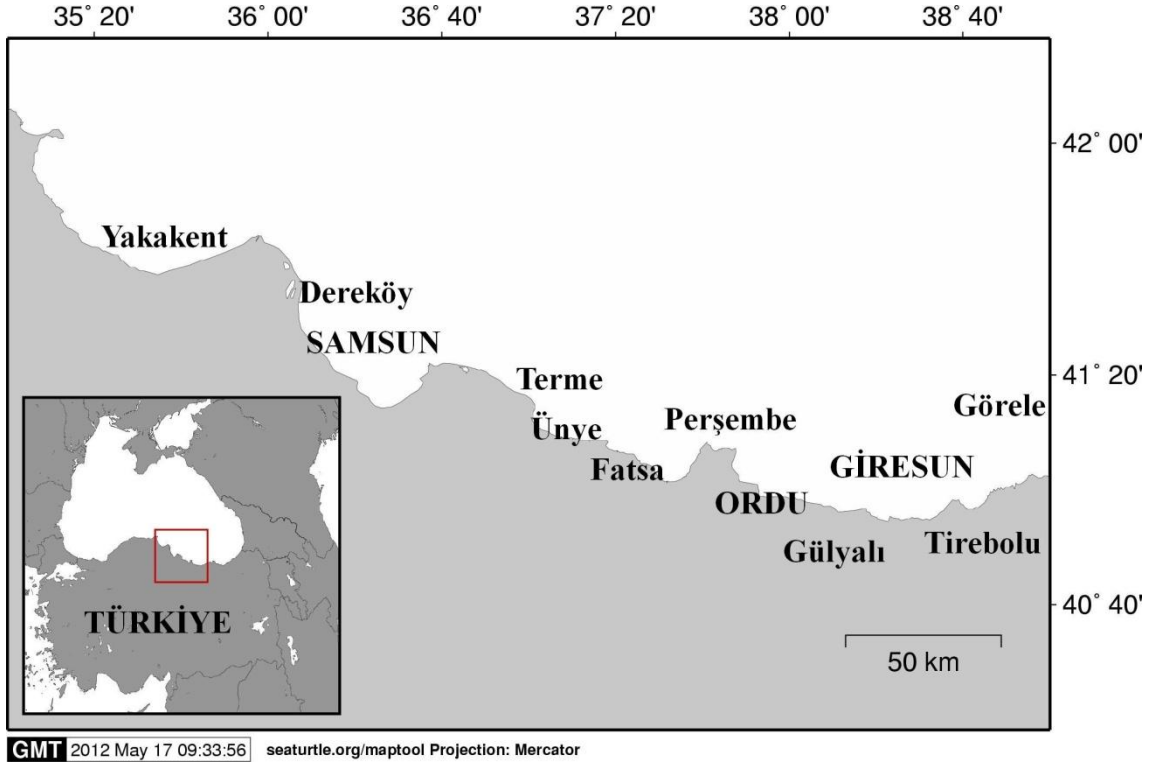 35° 20' 36° 00' 36° 40' 37° 20' 38° 00' 38° 40'
42° 00'
Yakakent
Dereköy
SAMSUN
41° 20'
Terme
Görele
Perşembe
Ünye
GİRESUN
Fatsa
ORDU
Tirebolu
Gülyalı
40° 40'
TÜRKİYE
50 km
GMT 2012 May 17 09:33:56 seaturtle.org/maptool Projection: Mercator